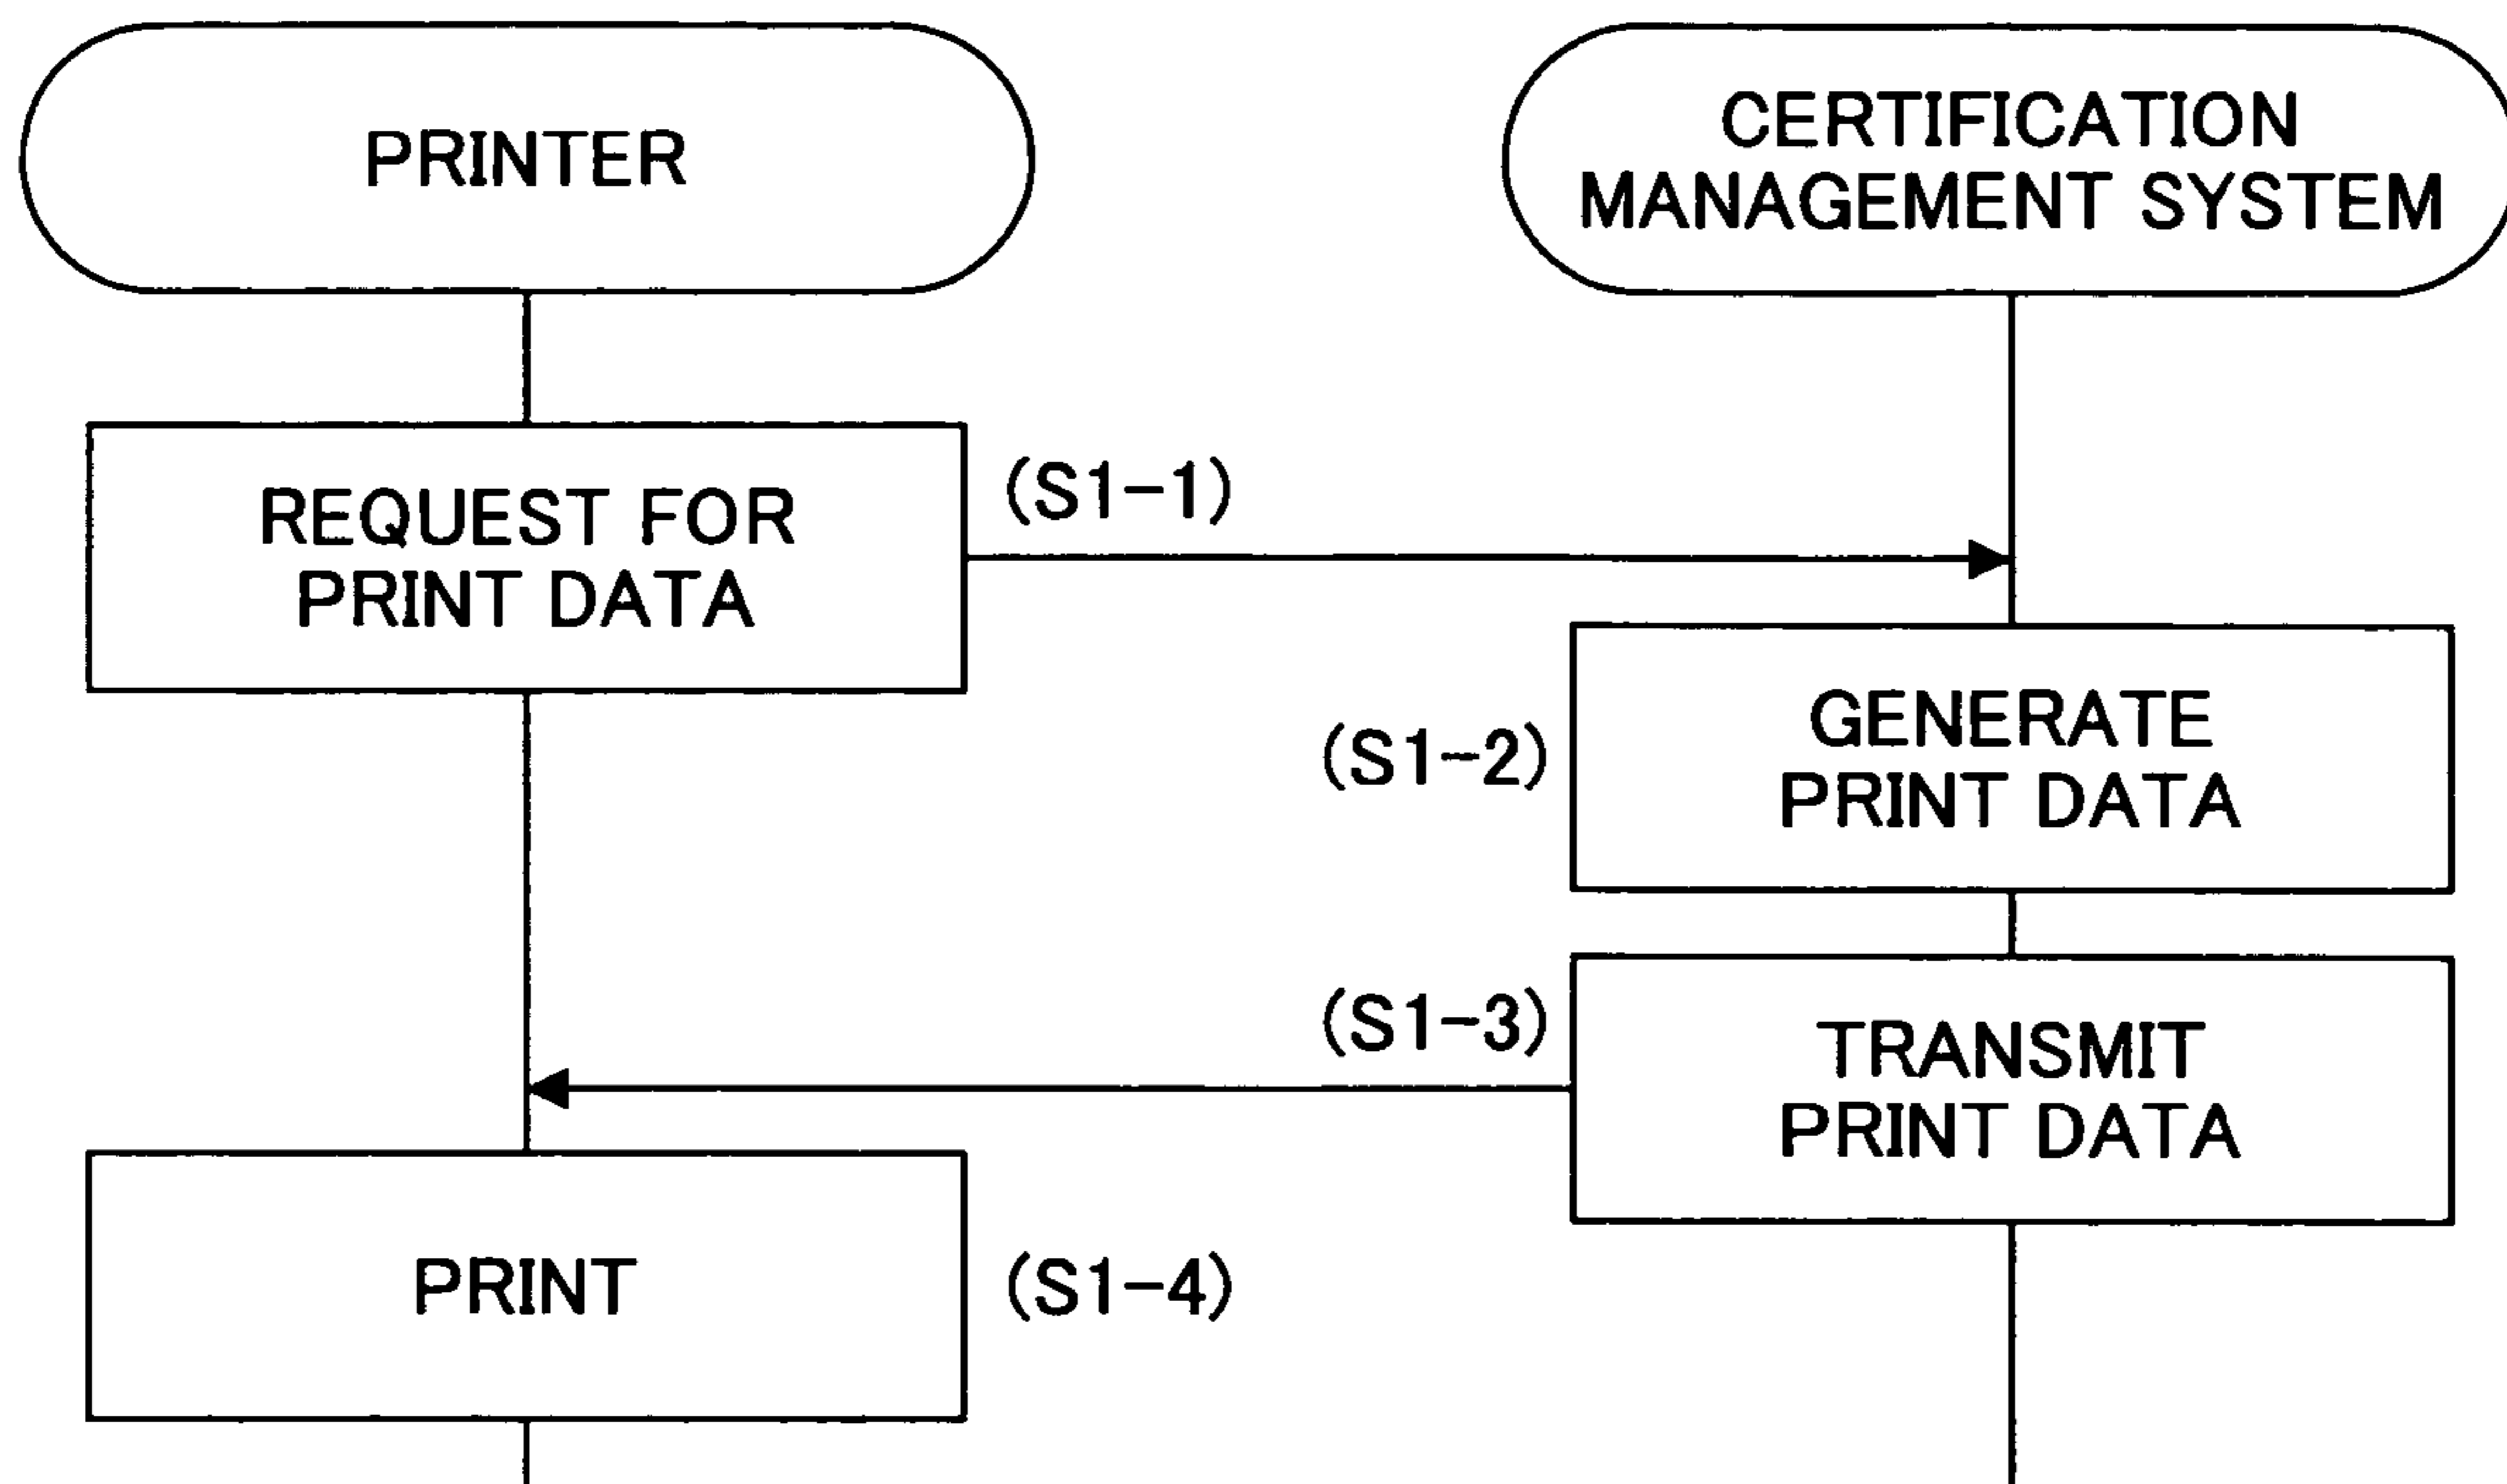 PRINTER
CERTIFICATION
MANAGEMENT SYSTEM
REQUEST FOR
PRINT DATA
(S1-1)
(S1-2)
GENERATE
PRINT DATA
(S1-3)
TRANSMIT
PRINT DATA
PRINT
(S1-4)